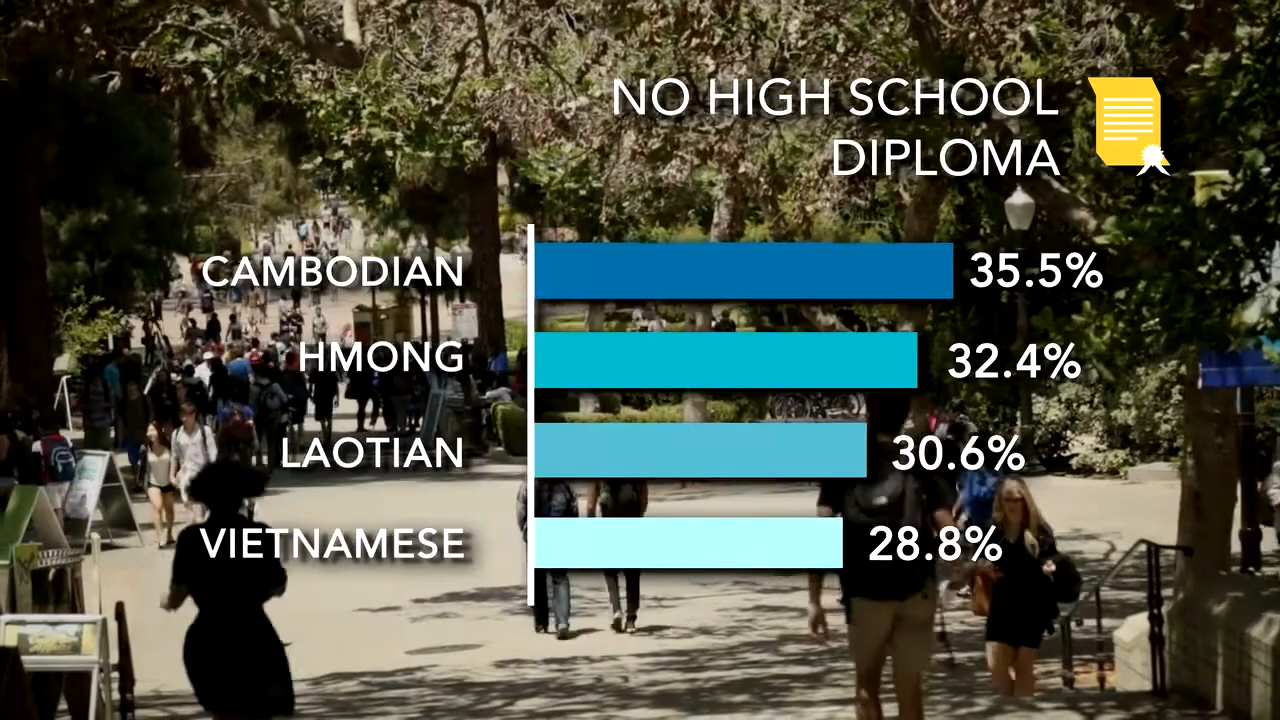 NO HIGH SCHOOL
DIPLOMA
CAMBODIAN 35.5%
HMONG 32.4%
LAOTIAN 30.6%
VIETNAMESE 28.8%